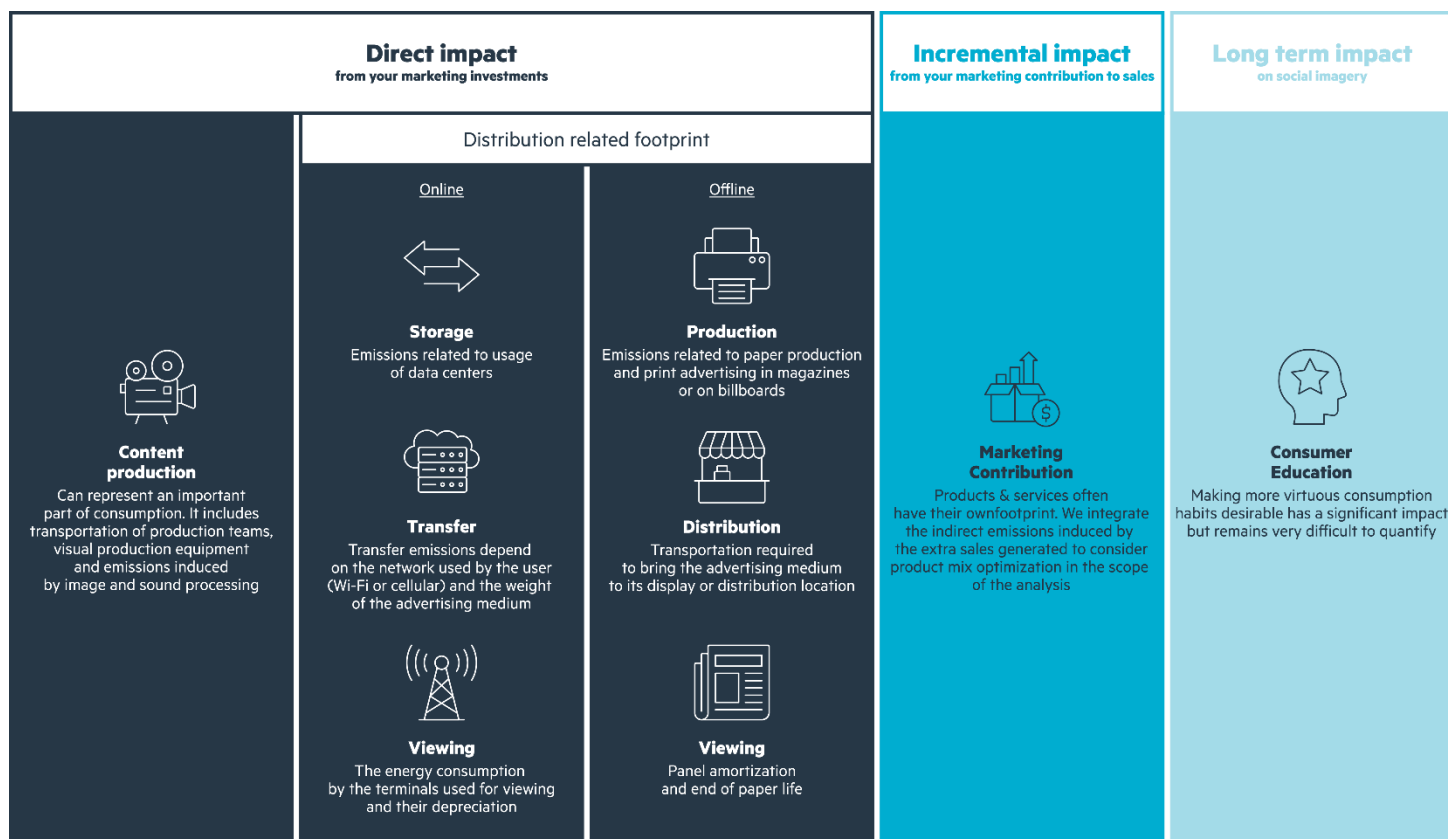 Direct impact
from your marketing investments
Incremental impact
from your marketing contribution to sales
Long term impact
on social imagery
Distribution related footprint
Content
production
Can represent an important
part of consumption. It includes
transportation of production teams,
visual production equipment
and emissions induced
by image and sound processing
Online
Storage
Emissions related to usage
of data centers
Transfer
Transfer emissions depend
on the network used by the user
(Wi-Fi or cellular) and the weight
of the advertising medium
Viewing
The energy consumption
by the terminals used for viewing
and their depreciation
Offline
Production
Emissions related to paper production
and print advertising in magazines
or on billboards
Distribution
Transportation required
to bring the advertising medium
to its display or distribution location
Viewing
Panel amortization
and end of paper life
$
Marketing
Contribution
Products & services often
have their ownfootprint. We integrate
the indirect emissions induced by
the extra sales generated to consider
product mix optimization in the scope
of the analysis
Consumer
Education
Making more virtuous consumption
habits desirable has a significant impact
but remains very difficult to quantify